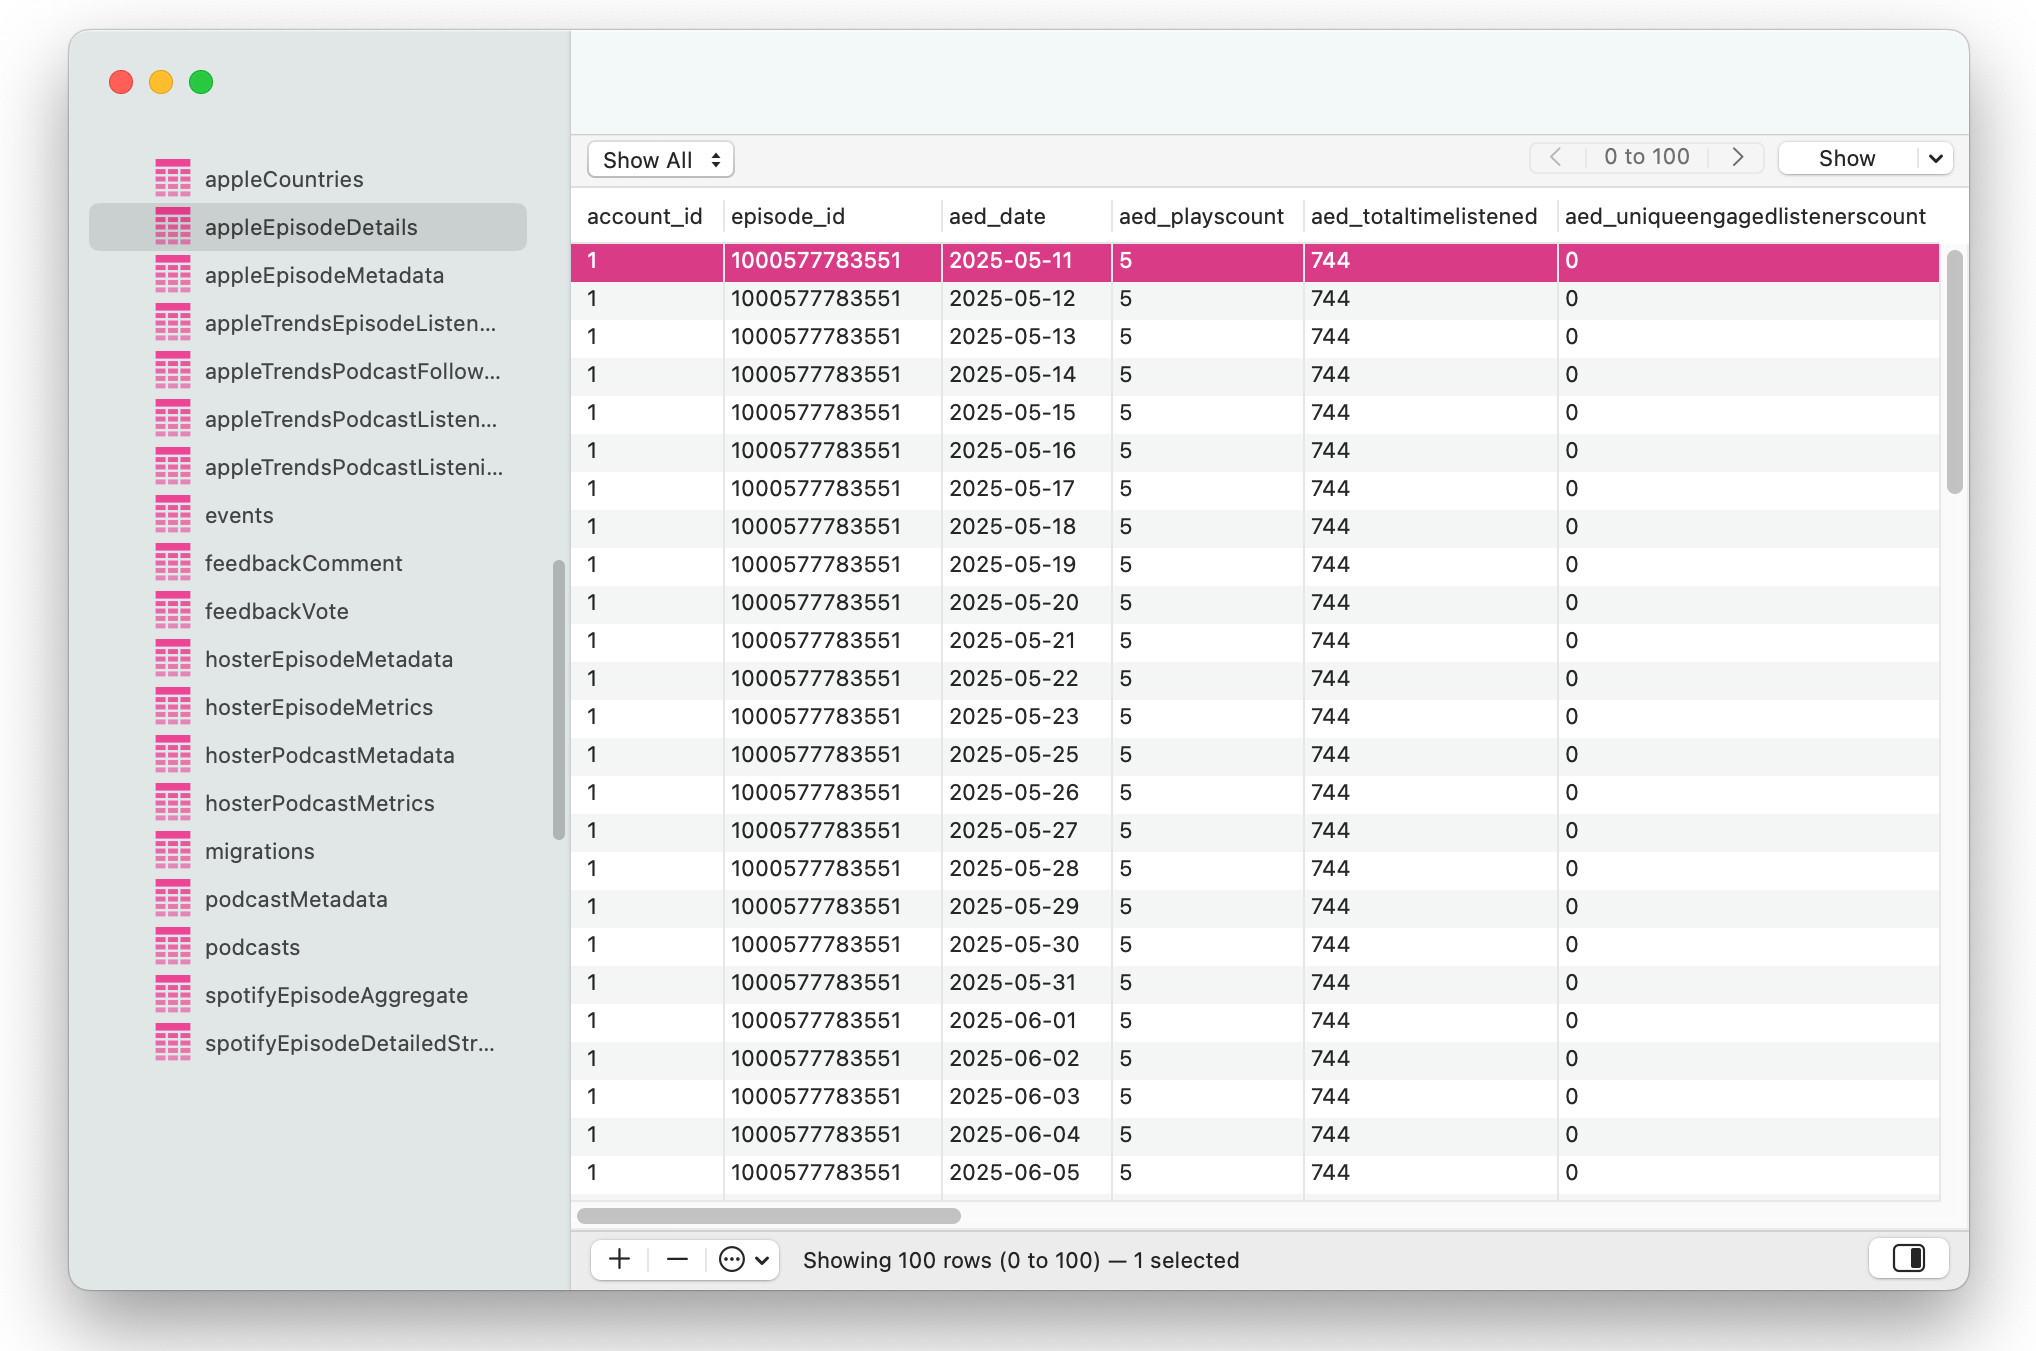 appleCountries
appleEpisodeDetails
appleEpisodeMetadata
appleTrendsEpisodeListen...
appleTrendsPodcastFollow...
appleTrendsPodcastListen...
appleTrendsPodcastListeni...
events
feedbackComment
feedbackVote
hosterEpisodeMetadata
hosterEpisodeMetrics
hosterPodcastMetadata
hosterPodcastMetrics
migrations
podcastMetadata
podcasts
spotifyEpisodeAggregate
spotifyEpisodeDetailedStr...
Show All 0 to 100 Show
account_id episode_id aed_date aed_playscount aed_totaltimelistened aed_uniqueengagedlistenerscount
1 1000577783551 2025-05-11 5 744 0
1 1000577783551 2025-05-12 5 744 0
1 1000577783551 2025-05-13 5 744 0
1 1000577783551 2025-05-14 5 744 0
1 1000577783551 2025-05-15 5 744 0
1 1000577783551 2025-05-16 5 744 0
1 1000577783551 2025-05-17 5 744 0
1 1000577783551 2025-05-18 5 744 0
1 1000577783551 2025-05-19 5 744 0
1 1000577783551 2025-05-20 5 744 0
1 1000577783551 2025-05-21 5 744 0
1 1000577783551 2025-05-22 5 744 0
1 1000577783551 2025-05-23 5 744 0
1 1000577783551 2025-05-25 5 744 0
1 1000577783551 2025-05-26 5 744 0
1 1000577783551 2025-05-27 5 744 0
1 1000577783551 2025-05-28 5 744 0
1 1000577783551 2025-05-29 5 744 0
1 1000577783551 2025-05-30 5 744 0
1 1000577783551 2025-05-31 5 744 0
1 1000577783551 2025-06-01 5 744 0
1 1000577783551 2025-06-02 5 744 0
1 1000577783551 2025-06-03 5 744 0
1 1000577783551 2025-06-04 5 744 0
1 1000577783551 2025-06-05 5 744 0
Showing 100 rows (0 to 100) — 1 selected